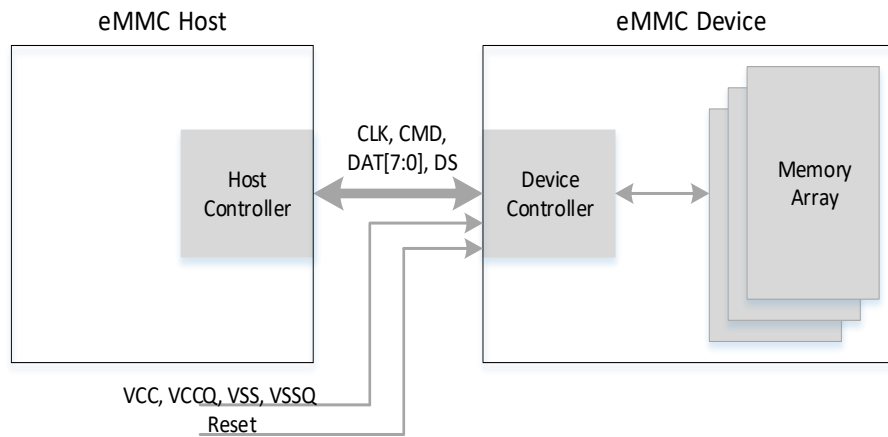 eMMC Host
eMMC Device
CLK, CMD,
DAT[7:0], DS
Host
Controller
Device
Controller
Memory
Array
VCC, VCCQ, VSS, VSSQ
Reset